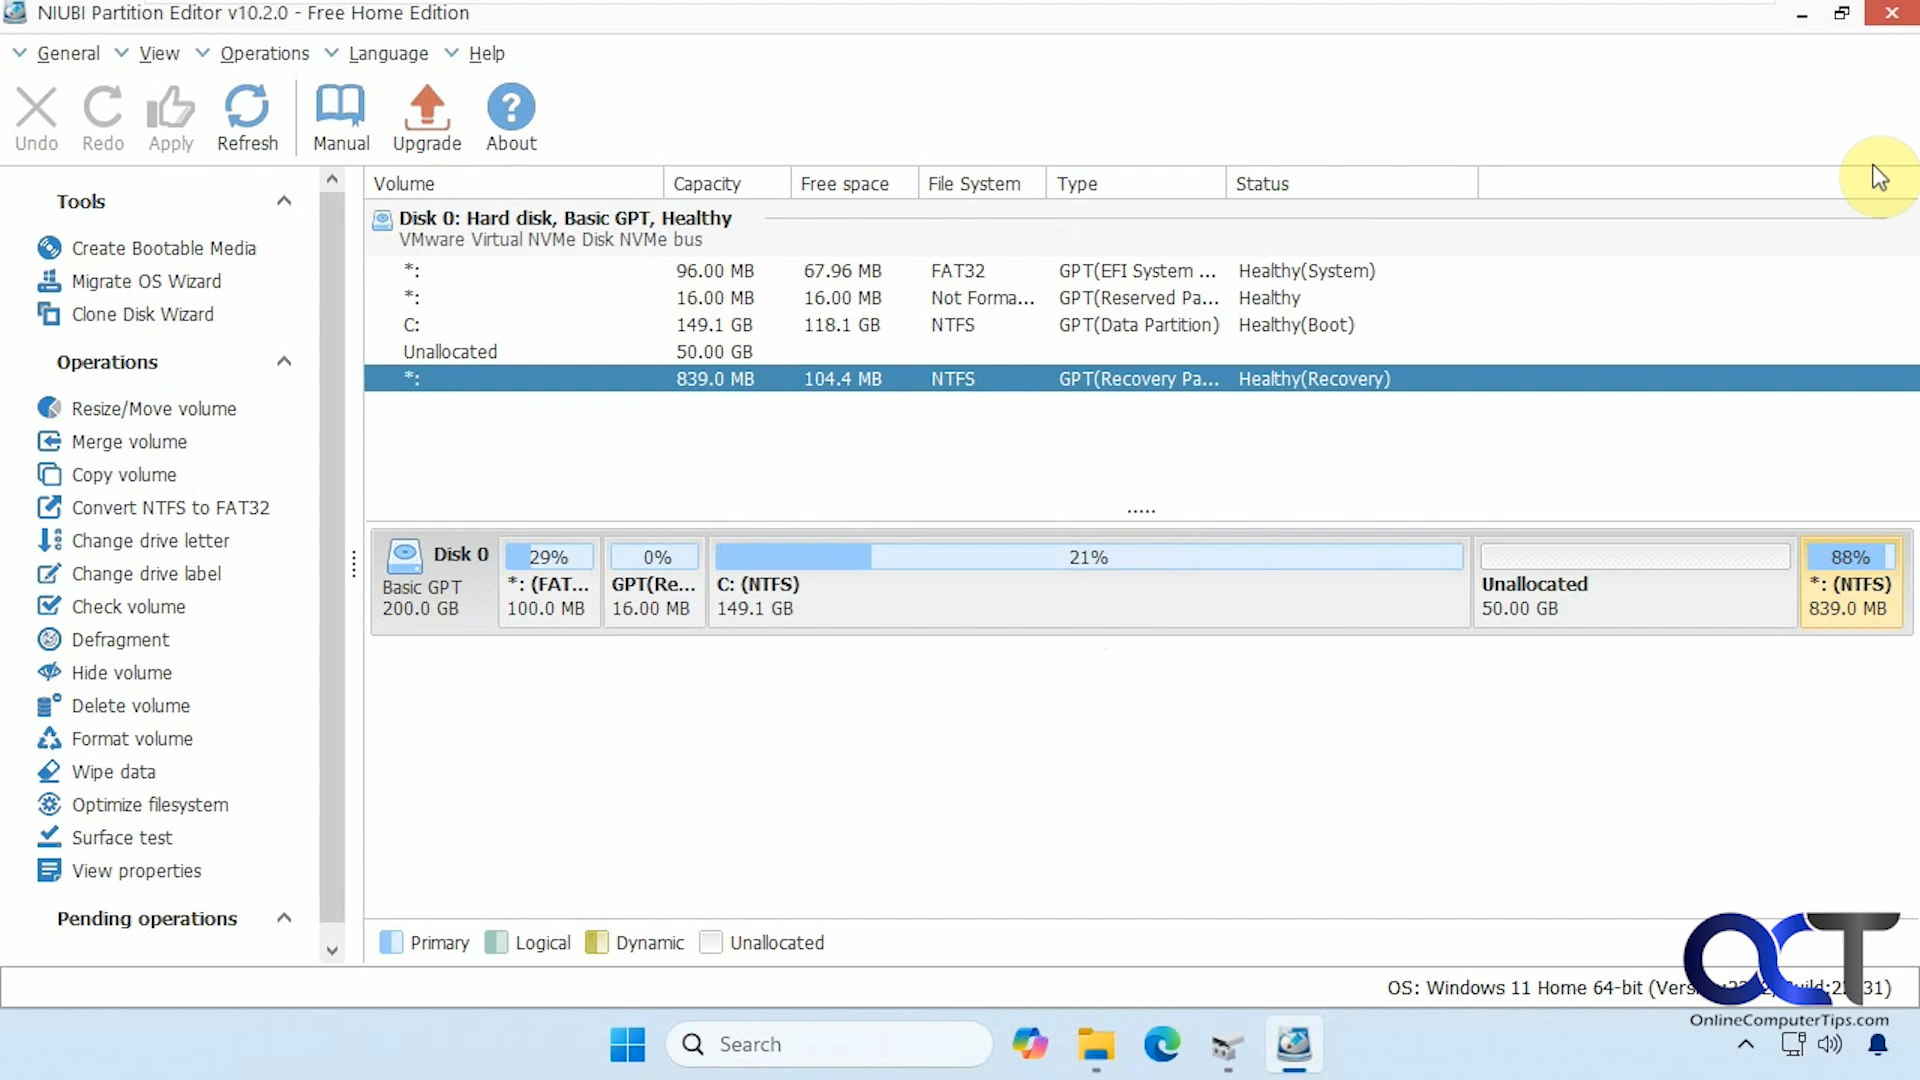 NIUBI Partition Editor v10.2.0 - Free Home Edition
General View Operations Language Help
Undo Redo Apply Refresh Manual Upgrade About
Tools
Create Bootable Media
Migrate OS Wizard
Clone Disk Wizard
Operations
Resize/Move volume
Merge volume
Copy volume
Convert NTFS to FAT32
Change drive letter
Change drive label
Check volume
Defragment
Hide volume
Delete volume
Format volume
Wipe data
Optimize filesystem
Surface test
View properties
Pending operations
Volume Capacity Free space File System Type Status
Disk 0: Hard disk, Basic GPT, Healthy
VMware Virtual NVMe Disk NVMe bus
*: 96.00 MB 67.96 MB FAT32 GPT(EFI System ... Healthy(System)
*: 16.00 MB 16.00 MB Not Forma... GPT(Reserved Pa... Healthy
C: 149.1 GB 118.1 GB NTFS GPT(Data Partition) Healthy(Boot)
Unallocated 50.00 GB
*: 839.0 MB 104.4 MB NTFS GPT(Recovery Pa... Healthy(Recovery)
.....
Disk 0
Basic GPT
200.0 GB
29%
*: (FAT...
100.0 MB
0%
GPT(Re...
16.00 MB
21%
C: (NTFS)
149.1 GB
Unallocated
50.00 GB
88%
*: (NTFS)
839.0 MB
Primary Logical Dynamic Unallocated
OS: Windows 11 Home 64-bit
OCT
OnlineComputerTips.com
Search